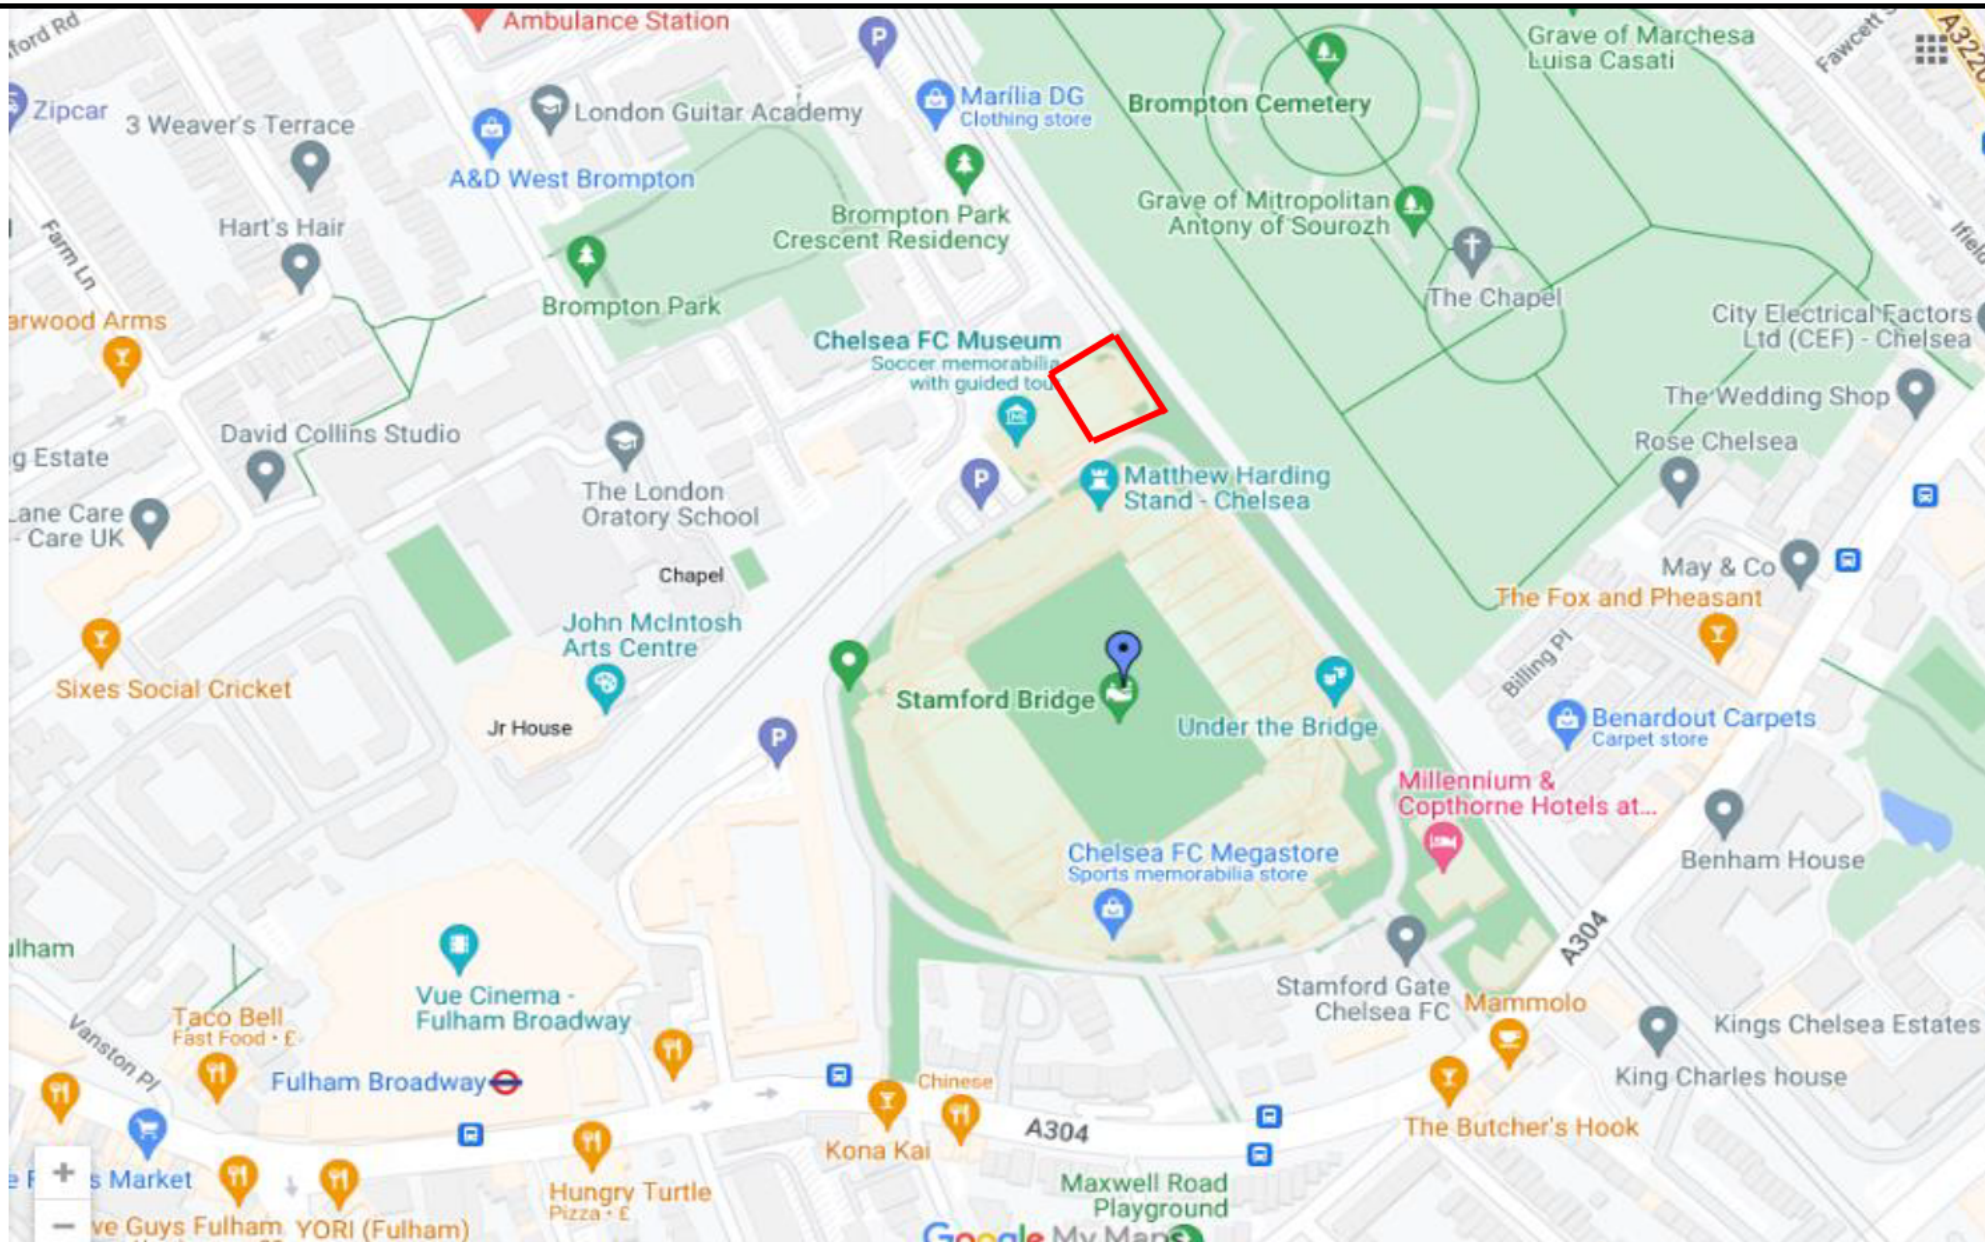 Ambulance Station
Grave of Marchesa
Luisa Casati
A3220
Zipcar
3 Weaver's Terrace
London Guitar Academy
Marília DG
Clothing store
Brompton Cemetery
A&D West Brompton
Hart's Hair
Farm Ln
Brompton Park
Crescent Residency
Grave of Mitropolitan
Antony of Sourozh
The Chapel
Brompton Park
City Electrical Factors
Ltd (CEF) - Chelsea
Chelsea FC Museum
Soccer memorabilia
with guided
The Wedding Shop
David Collins Studio
Rose Chelsea
g Estate
The London
Oratory School
P
Matthew Harding
Stand - Chelsea
Lane Care
- Care UK
Chapel
May & Co
The Fox and Pheasant
John McIntosh
Arts Centre
Billing Pl
Sixes Social Cricket
Stamford Bridge
Jr House
P
Under the Bridge
Benardout Carpets
Carpet store
Millennium &
Copthorne Hotels at...
Chelsea FC Megastore
Sports memorabilia store
Benham House
A304
Vue Cinema -
Fulham Broadway
Stamford Gate
Chelsea FC
Mammolo
Taco Bell
Fast Food • £
Vanston Pl
Kings Chelsea Estates
King Charles house
Fulham Broadway
Chinese
Kona Kai
A304
The Butcher's Hook
Maxwell Road
Playground
+
s Market
Hungry Turtle
Pizza • £
−
ve Guys Fulham
YORI (Fulham)
Google My Maps
P